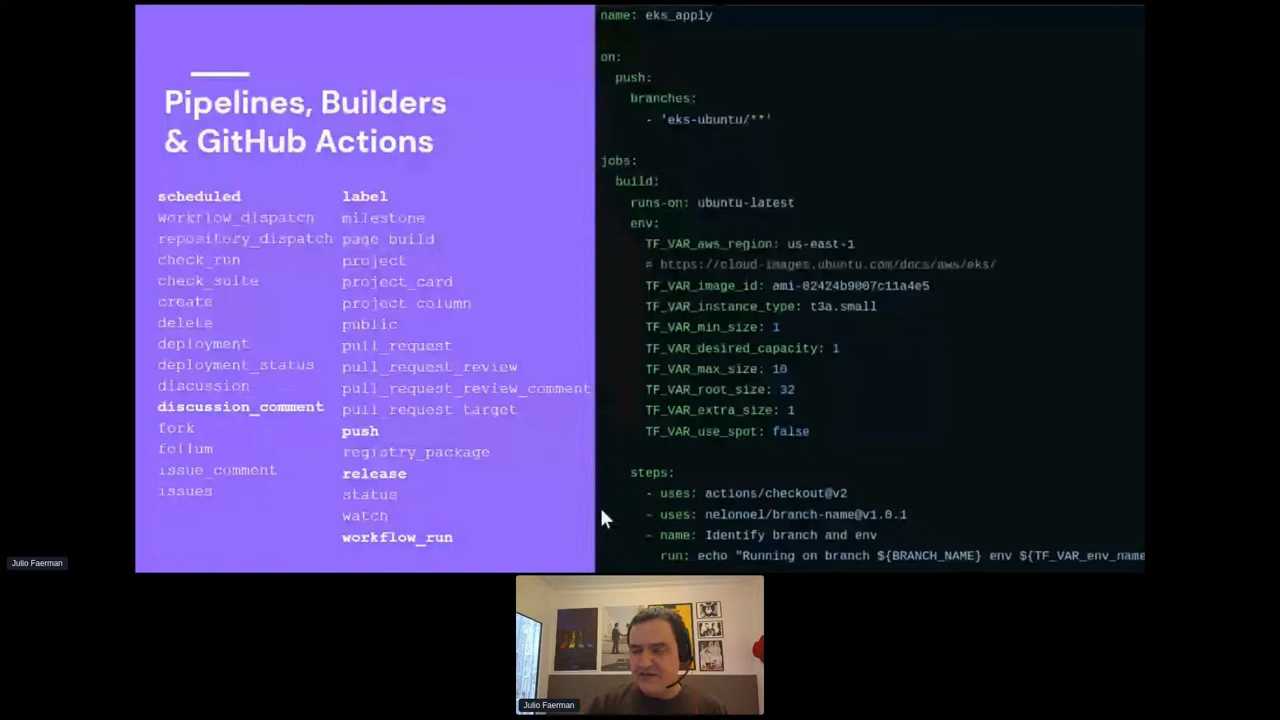 Pipelines, Builders
& GitHub Actions
scheduled
workflow_dispatch
repository_dispatch
check_run
check_suite
create
delete
deployment
deployment_status
discussion
discussion_comment
fork
gollum
issue_comment
issues
label
milestone
page_build
project
project_card
project_column
public
pull_request
pull_request_review
pull_request_review_comment
pull_request_target
push
registry_package
release
status
watch
workflow_run
name: eks_apply
on:
push:
branches:
- 'eks-ubuntu/**'
jobs:
build:
runs-on: ubuntu-latest
env:
TF_VAR_aws_region: us-east-1
# https://cloud-images.ubuntu.com/docs/aws/eks/
TF_VAR_image_id: ami-02424b9007c11a4e5
TF_VAR_instance_type: t3a.small
TF_VAR_min_size: 1
TF_VAR_desired_capacity: 1
TF_VAR_max_size: 10
TF_VAR_root_size: 32
TF_VAR_extra_size: 1
TF_VAR_use_spot: false
steps:
- uses: actions/checkout@v2
- uses: nelonoel/branch-name@v1.0.1
- name: Identify branch and env
run: echo "Running on branch ${BRANCH_NAME} env ${TF_VAR_env_name
Julio Faerman
Julio Faerman